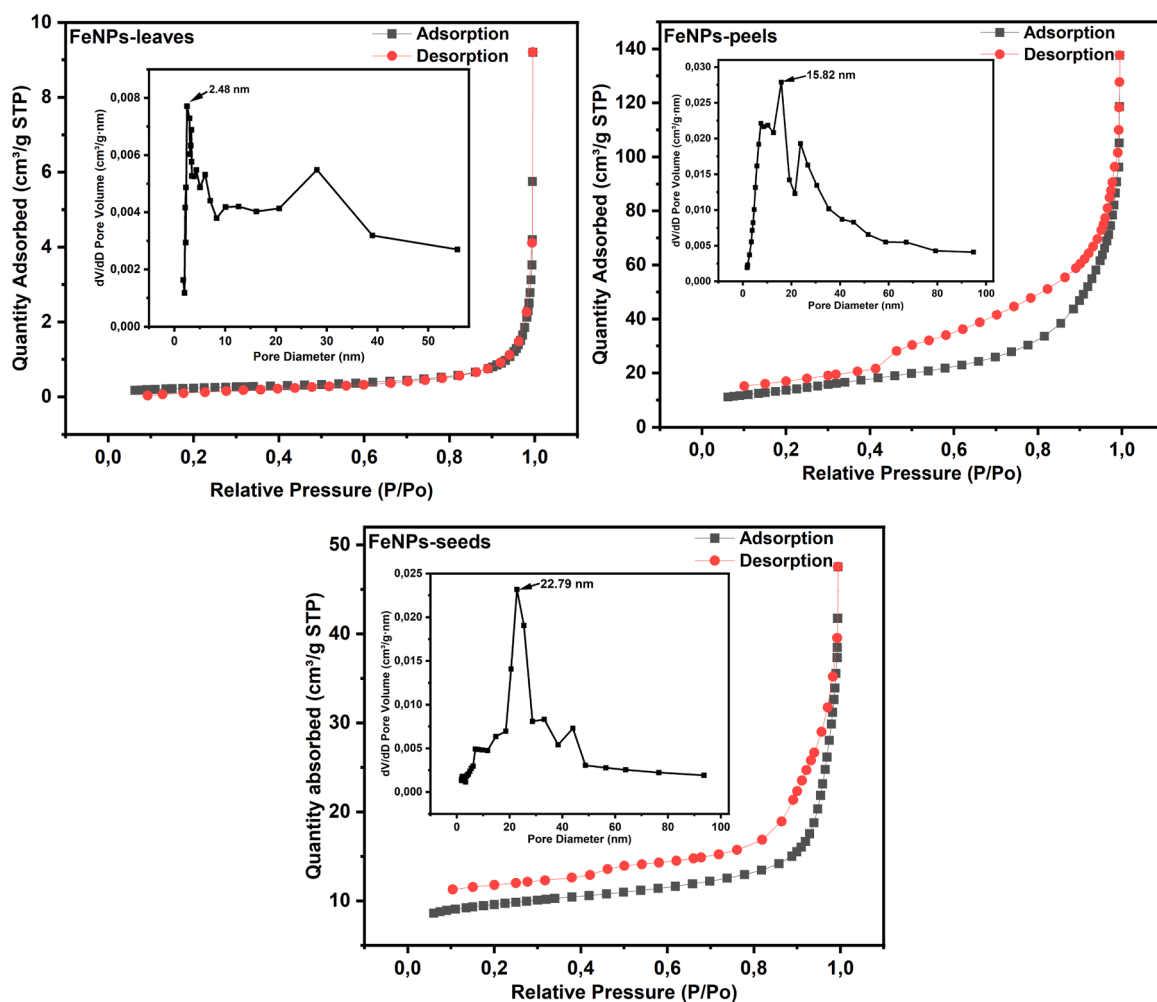 FeNPs-leaves
Adsorption
Desorption
Quantity Adsorbed (cm³/g STP)
10
8
6
4
2
0
0,0 0,2 0,4 0,6 0,8 1,0
Relative Pressure (P/Po)
2.48 nm
dV/dD Pore Volume (cm³/g·nm)
0,008
0,006
0,004
0,002
0,000
0 10 20 30 40 50
Pore Diameter (nm)
FeNPs-peels
Adsorption
Desorption
Quantity Adsorbed (cm³/g STP)
140
120
100
80
60
40
20
0
0,0 0,2 0,4 0,6 0,8 1,0
Relative Pressure (P/Po)
15.82 nm
dV/dD Pore Volume (cm³/g·nm)
0,030
0,025
0,020
0,015
0,010
0,005
0,000
0 20 40 60 80 100
Pore Diameter (nm)
FeNPs-seeds
Adsorption
Desorption
Quantity absorbed (cm³/g STP)
50
40
30
20
10
0,0 0,2 0,4 0,6 0,8 1,0
Relative Pressure (P/Po)
22.79 nm
dV/dD Pore Volume (cm³/g·nm)
0,025
0,020
0,015
0,010
0,005
0,000
0 20 40 60 80 100
Pore Diameter (nm)